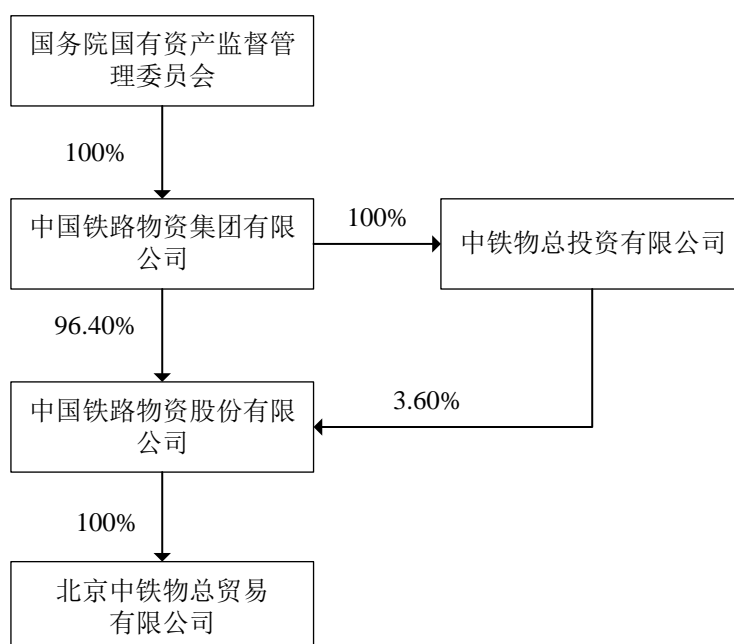 国务院国有资产监督管
理委员会
100%
中国铁路物资集团有限
公司
100%
中铁物总投资有限公司
96.40%
中国铁路物资股份有限
公司
3.60%
100%
北京中铁物总贸易
有限公司